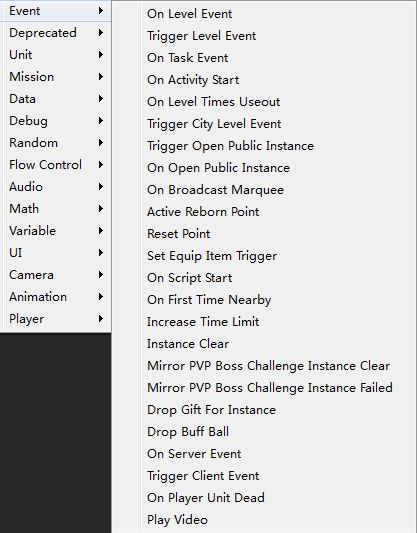 Event
Deprecated
Unit
Mission
Data
Debug
Random
Flow Control
Audio
Math
Variable
UI
Camera
Animation
Player
On Level Event
Trigger Level Event
On Task Event
On Activity Start
On Level Times Useout
Trigger City Level Event
Trigger Open Public Instance
On Open Public Instance
On Broadcast Marquee
Active Reborn Point
Reset Point
Set Equip Item Trigger
On Script Start
On First Time Nearby
Increase Time Limit
Instance Clear
Mirror PVP Boss Challenge Instance Clear
Mirror PVP Boss Challenge Instance Failed
Drop Gift For Instance
Drop Buff Ball
On Server Event
Trigger Client Event
On Player Unit Dead
Play Video